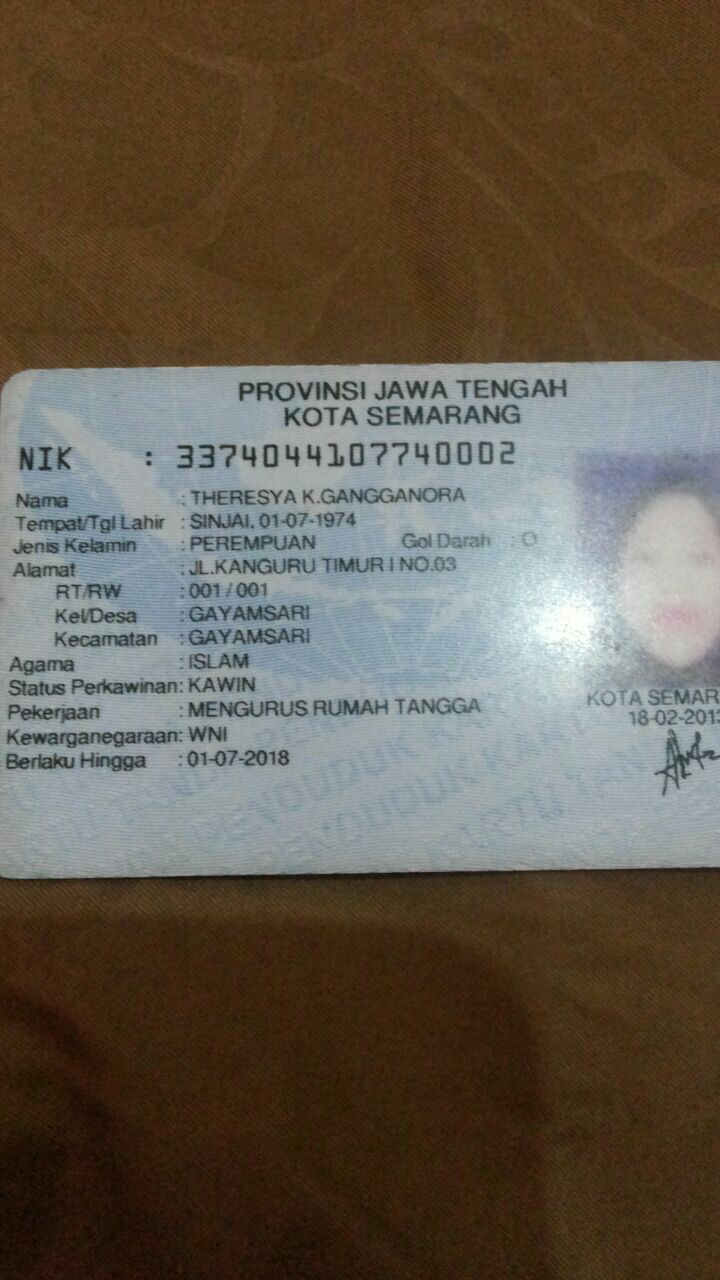 PROVINSI JAWA TENGAH
KOTA SEMARANG
NIK : 3374044107740002
Nama : THERESYA K.GANGGANORA
Tempat/Tgl Lahir : SINJAI, 01-07-1974
Jenis Kelamin : PEREMPUAN Gol Darah : O
Alamat : JL.KANGURU TIMUR I NO.03
RT/RW : 001 / 001
Kel/Desa : GAYAMSARI
Kecamatan : GAYAMSARI
Agama : ISLAM
Status Perkawinan: KAWIN
Pekerjaan : MENGURUS RUMAH TANGGA
Kewarganegaraan: WNI
Berlaku Hingga : 01-07-2018
KOTA SEMAR
18-02-2013